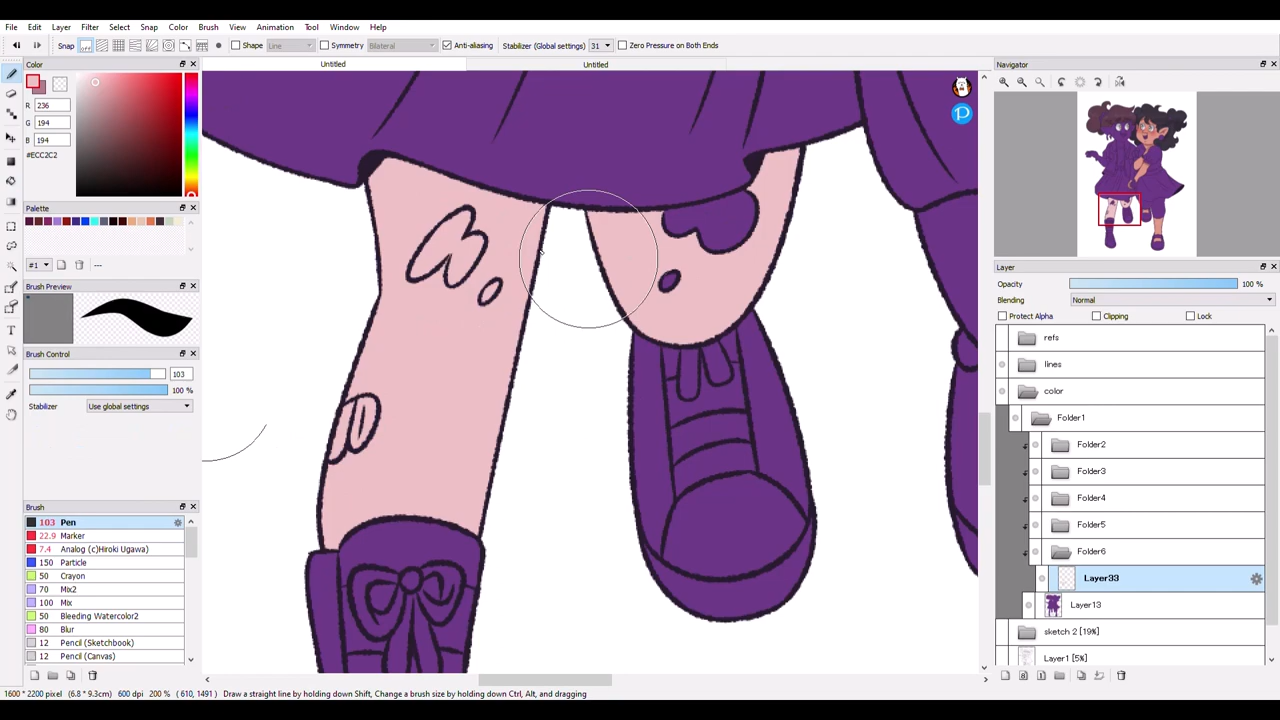 File Edit Layer Filter Select Snap Color Brush View Animation Tool Window Help
Snap Shape Line Symmetry Bilateral Anti-aliasing Stabilizer (Global settings) 31 Zero Pressure on Both Ends
Color
Untitled
Untitled
Navigator
R 236
G 194
B 194
#ECC2C2
Palette
#1 ---
Brush Preview
Brush Control
103
100 %
Stabilizer Use global settings
Brush
103 Pen
22.9 Marker
7.4 Analog (c)Hiroki Ugawa)
150 Particle
50 Crayon
70 Mix2
100 Mix
50 Bleeding Watercolor2
80 Blur
12 Pencil (Sketchbook)
12 Pencil (Canvas)
Layer
Opacity 100 %
Blending Normal
Protect Alpha Clipping Lock
refs
lines
color
Folder1
Folder2
Folder3
Folder4
Folder5
Folder6
Layer33
Layer13
sketch 2 [19%]
Layer1 [5%]
1600 * 2200 pixel (6.8 * 9.3cm) 600 dpi 200 % ( 610, 1491) Draw a straight line by holding down Shift, Change a brush size by holding down Ctrl, Alt, and dragging